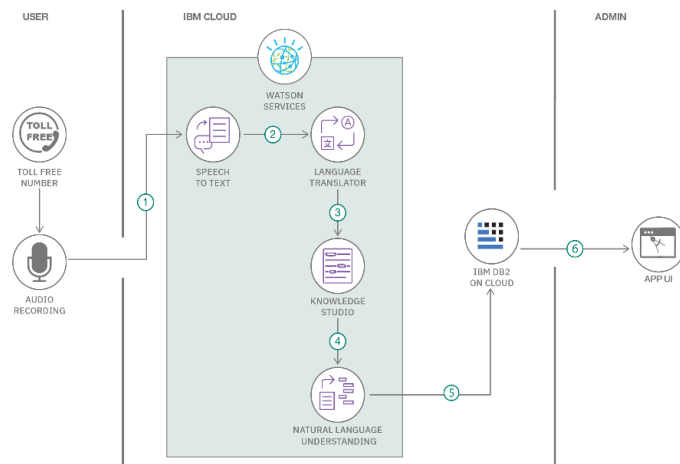 USER
IBM CLOUD
ADMIN
WATSON
SERVICES
TOLL
FREE
TOLL FREE
NUMBER
SPEECH
TO TEXT
2
A
文
LANGUAGE
TRANSLATOR
1
3
AUDIO
RECORDING
KNOWLEDGE
STUDIO
IBM DB2
ON CLOUD
6
APP UI
4
NATURAL LANGUAGE
UNDERSTANDING
5